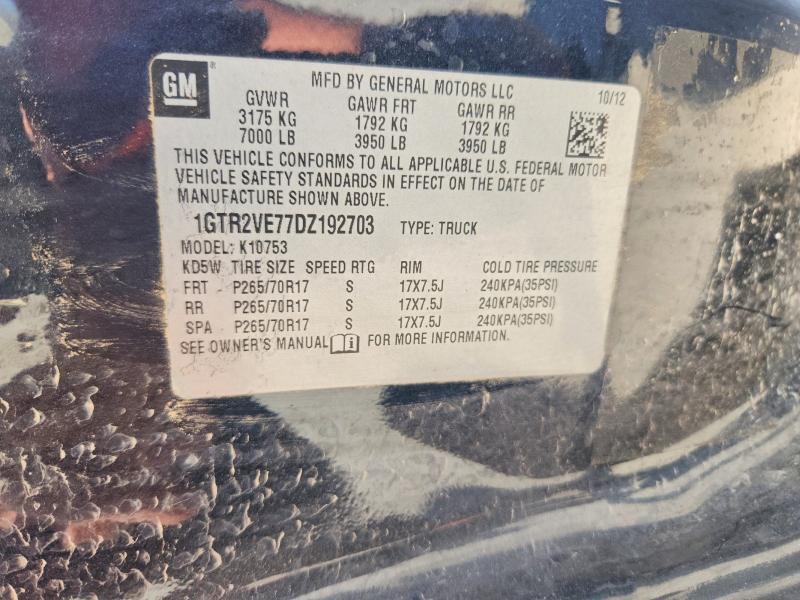 GM ®
MFD BY GENERAL MOTORS LLC
10/12
GVWR GAWR FRT GAWR RR
3175 KG 1792 KG 1792 KG
7000 LB 3950 LB 3950 LB
THIS VEHICLE CONFORMS TO ALL APPLICABLE U.S. FEDERAL MOTOR
VEHICLE SAFETY STANDARDS IN EFFECT ON THE DATE OF
MANUFACTURE SHOWN ABOVE.
1GTR2VE77DZ192703 TYPE: TRUCK
MODEL: K10753
KD5W TIRE SIZE SPEED RTG RIM COLD TIRE PRESSURE
FRT P265/70R17 S 17X7.5J 240KPA(35PSI)
RR P265/70R17 S 17X7.5J 240KPA(35PSI)
SPA P265/70R17 S 17X7.5J 240KPA(35PSI)
SEE OWNER'S MANUAL FOR MORE INFORMATION.